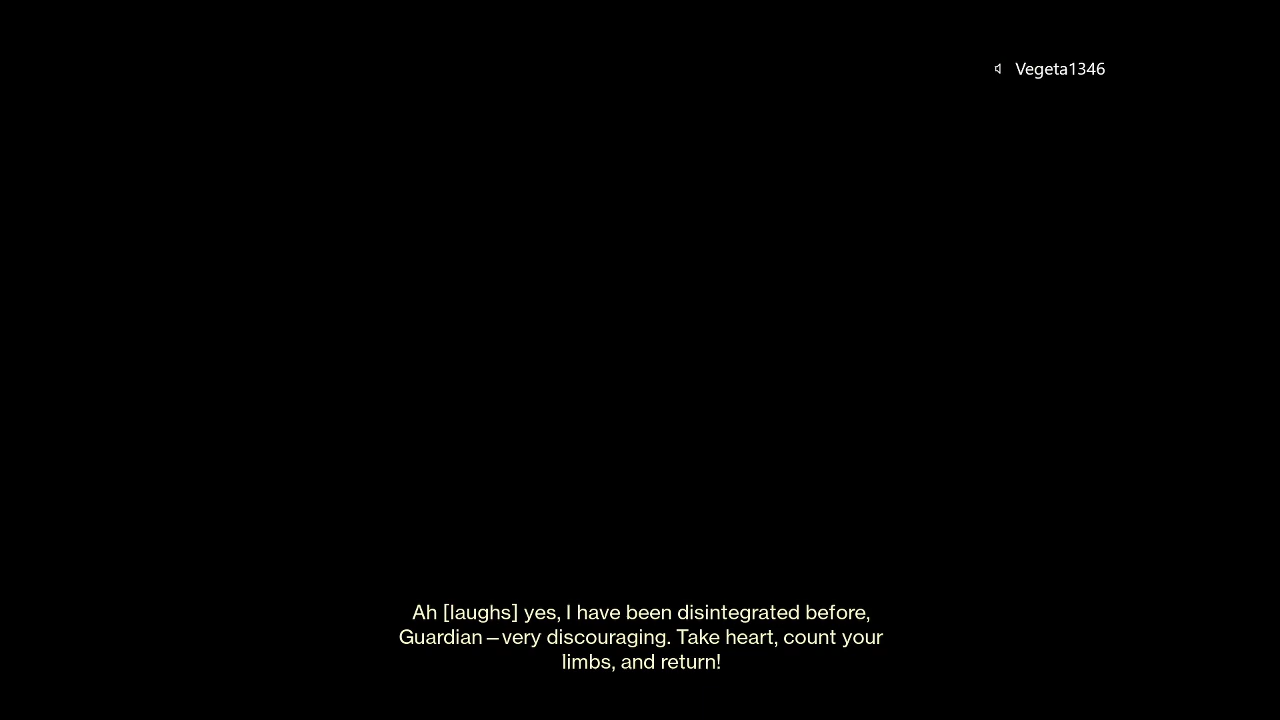 Vegeta1346
Ah [laughs] yes, I have been disintegrated before,
Guardian—very discouraging. Take heart, count your
limbs, and return!